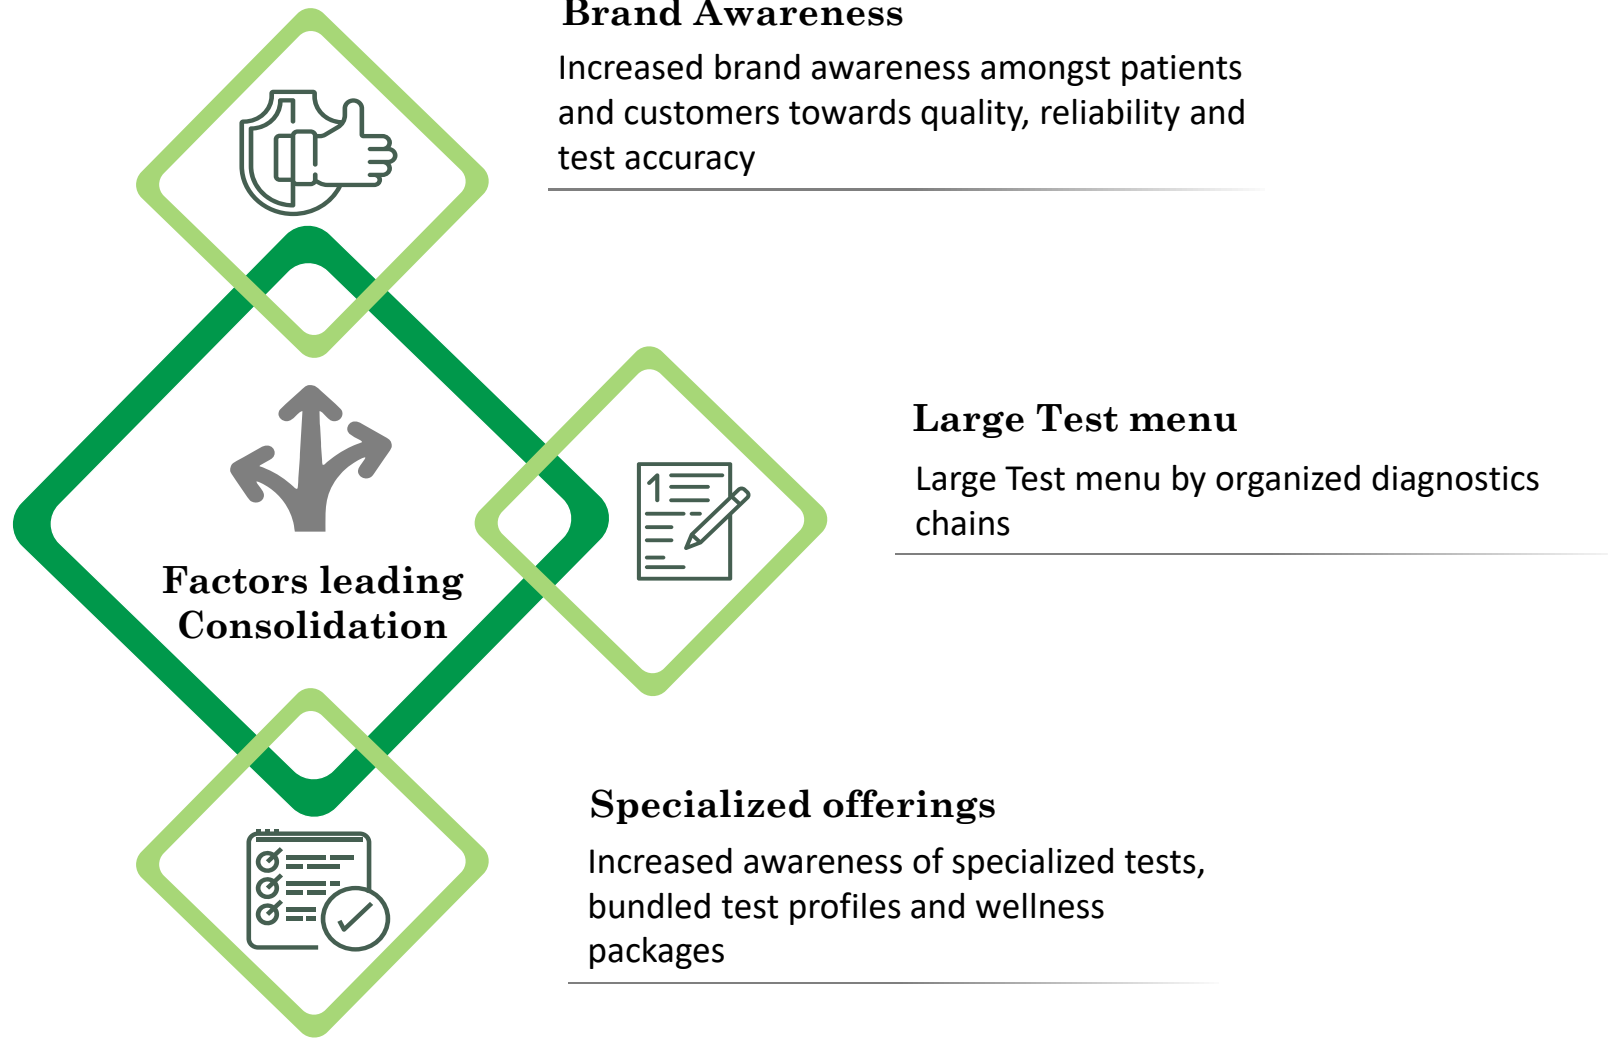 Brand Awareness
Increased brand awareness amongst patients
and customers towards quality, reliability and
test accuracy
Large Test menu
Large Test menu by organized diagnostics
chains
1
Factors leading
Consolidation
Specialized offerings
Increased awareness of specialized tests,
bundled test profiles and wellness
packages